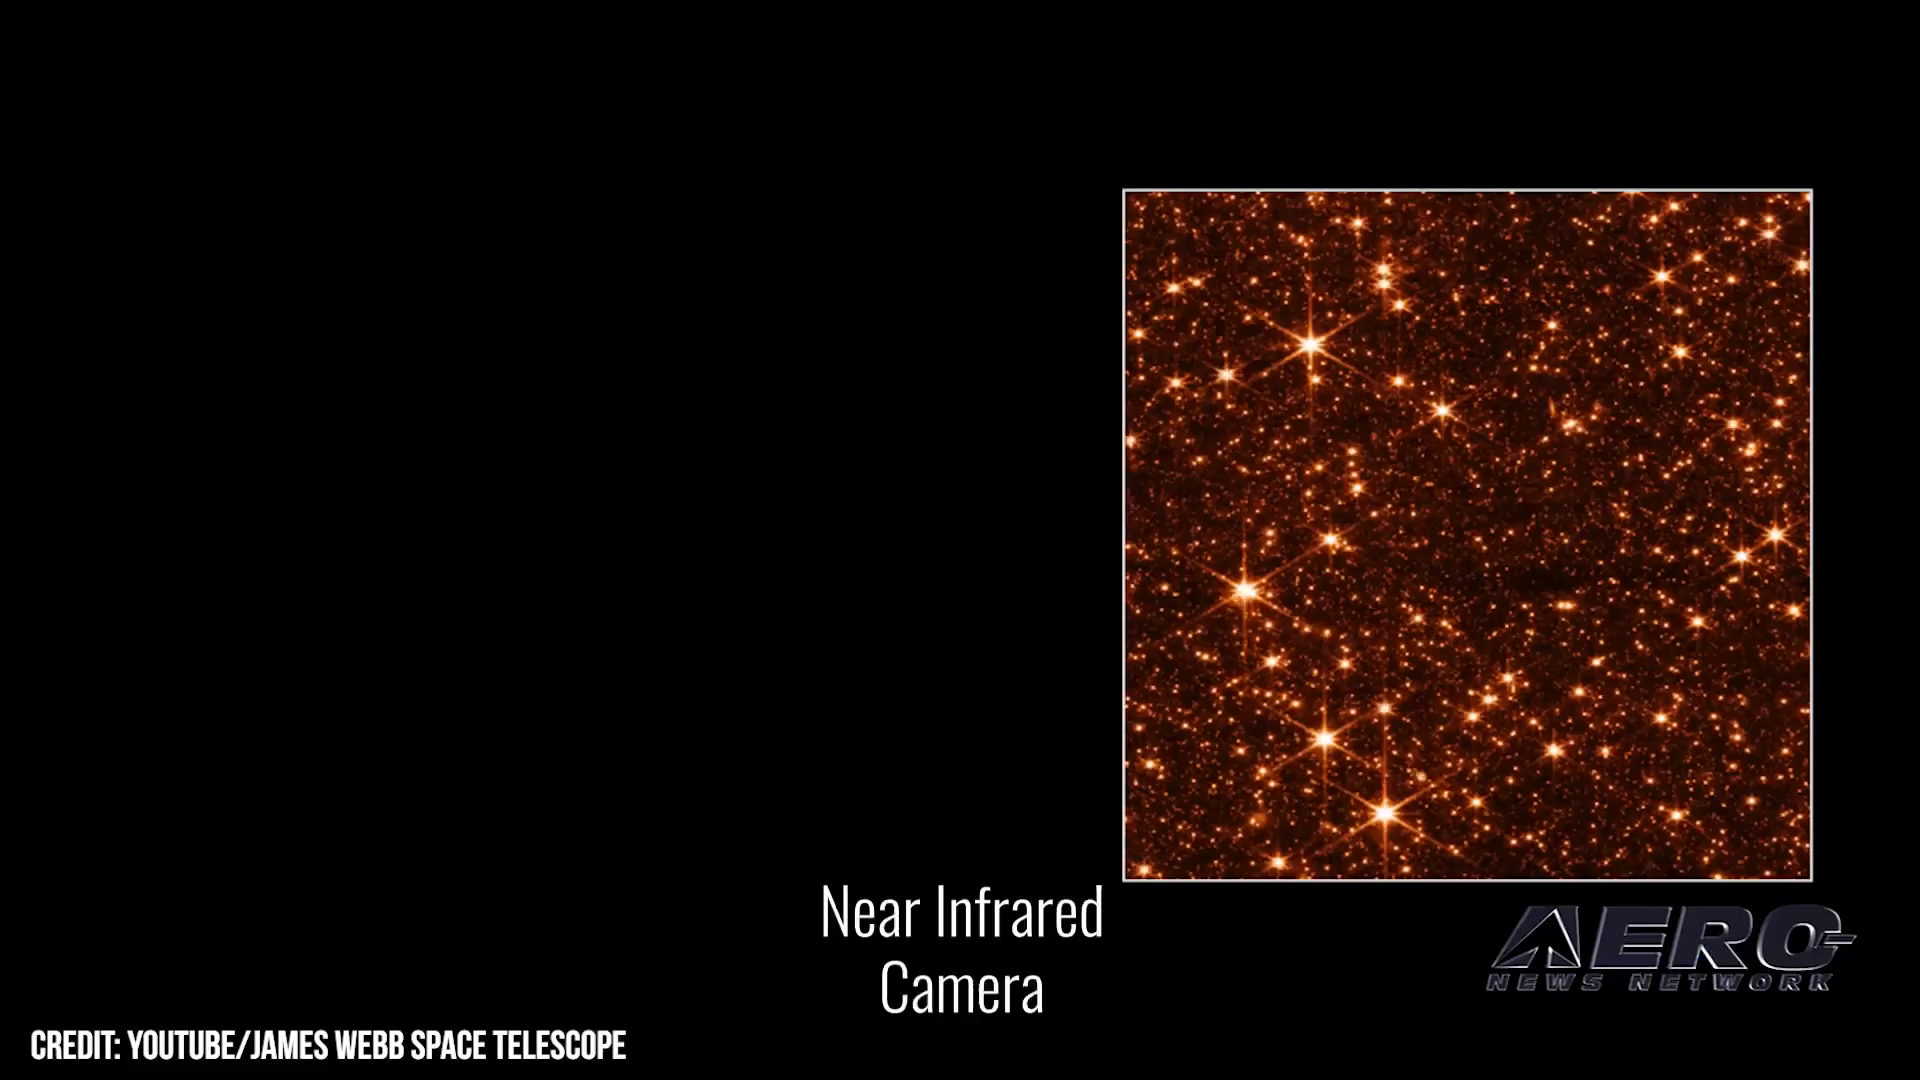 Near Infrared
Camera
AERO
NEWS NETWORK
CREDIT: YOUTUBE/JAMES WEBB SPACE TELESCOPE